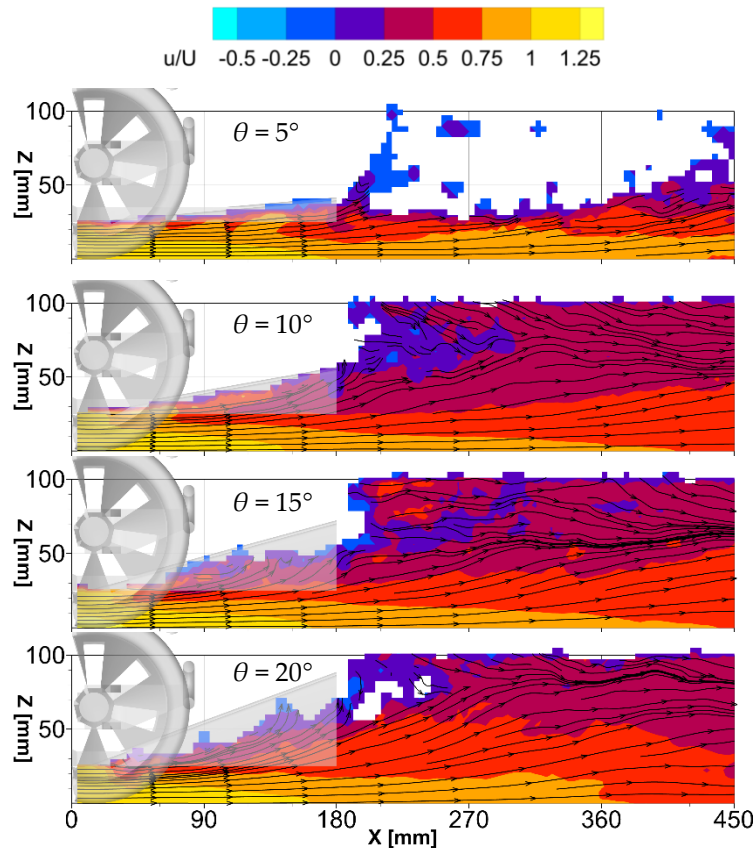 u/U -0.5 -0.25 0 0.25 0.5 0.75 1 1.25
100
θ = 5°
Z [mm]
50
100
θ = 10°
Z [mm]
50
100
θ = 15°
Z [mm]
50
100
θ = 20°
Z [mm]
50
0 90 180 270 360 450
X [mm]